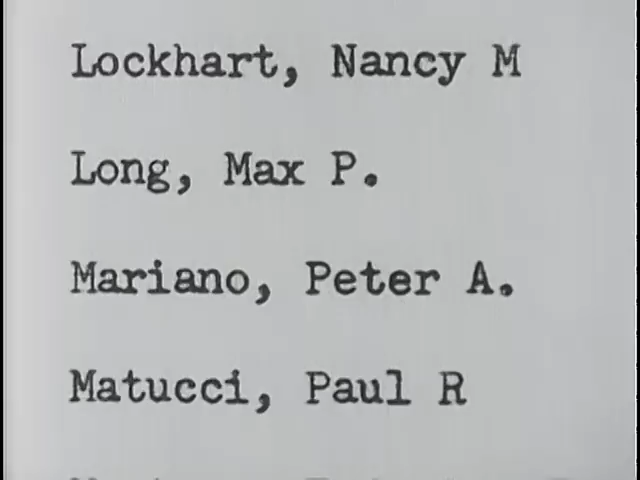 Lockhart, Nancy M
Long, Max P.
Mariano, Peter A.
Matucci, Paul R